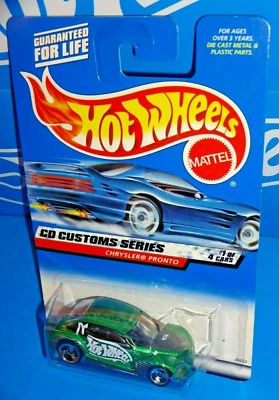 GUARANTEED
FOR LIFE
FOR AGES
OVER 3 YEARS.
DIE CAST METAL &
PLASTIC PARTS.
HOT WHEELS
MATTEL
CD CUSTOMS SERIES
CHRYSLER® PRONTO
#1 OF
4 CARS
HOT WHEELS